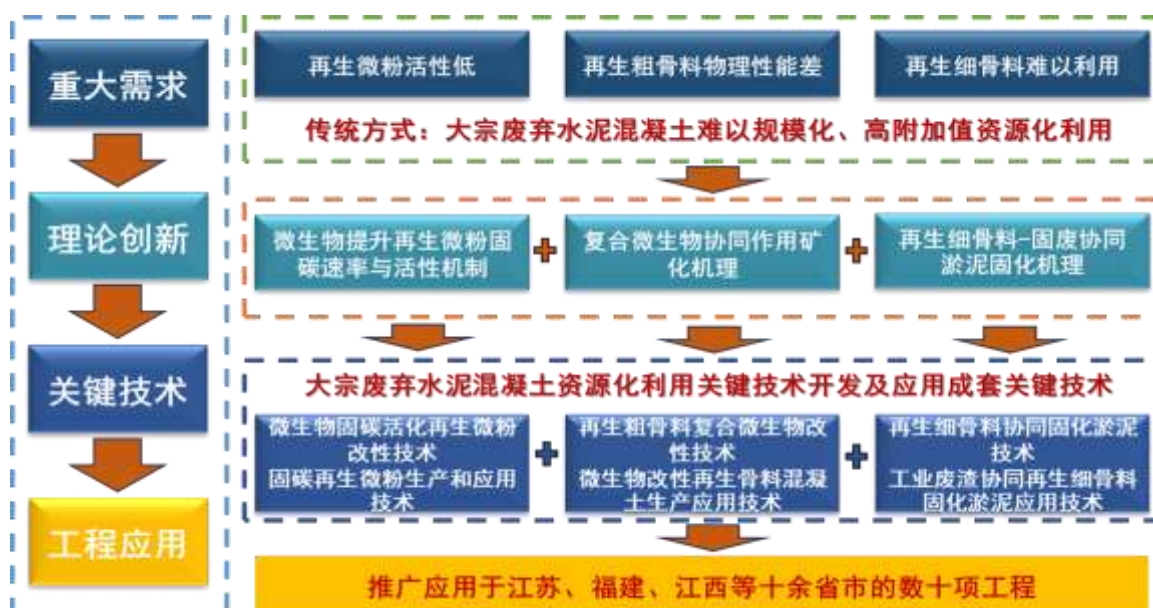 重大需求
再生微粉活性低
再生粗骨料物理性能差
再生细骨料难以利用
传统方式：大宗废弃水泥混凝土难以规模化、高附加值资源化利用
理论创新
微生物提升再生微粉固
碳速率与活性机制
复合微生物协同作用矿
化机理
再生细骨料-固废协同
淤泥固化机理
关键技术
大宗废弃水泥混凝土资源化利用关键技术开发及应用成套关键技术
微生物固碳活化再生微粉
改性技术
固碳再生微粉生产和应用
技术
再生粗骨料复合微生物改
性技术
微生物改性再生骨料混凝
土生产应用技术
再生细骨料协同固化淤泥
技术
工业废渣协同再生细骨料
固化淤泥应用技术
工程应用
推广应用于江苏、福建、江西等十余省市的数十项工程